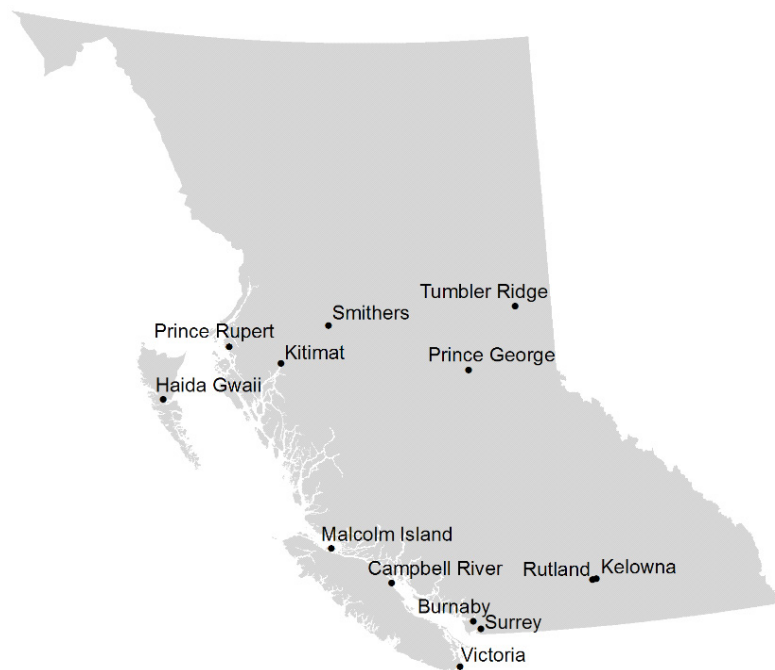 Tumbler Ridge
Smithers
Prince Rupert
Kitimat
Prince George
Haida Gwaii
Malcolm Island
Campbell River
Rutland
Kelowna
Burnaby
Surrey
Victoria